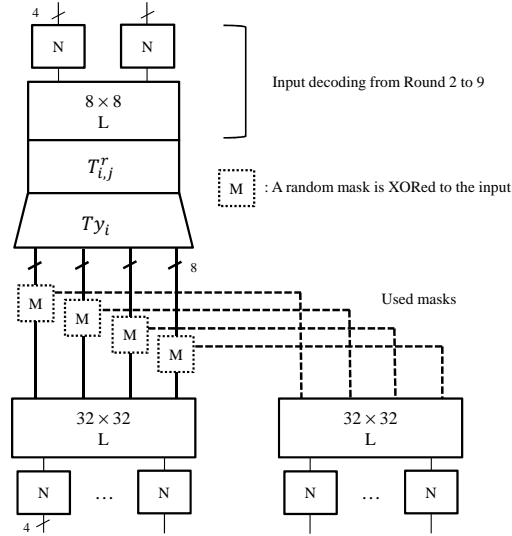 4
N N
Input decoding from Round 2 to 9
8 × 8
L
T^r_{i,j}
M : A random mask is XORed to the input
Ty_i
8
M
M
M
M
Used masks
32 × 32
L
32 × 32
L
N … N
N … N
4